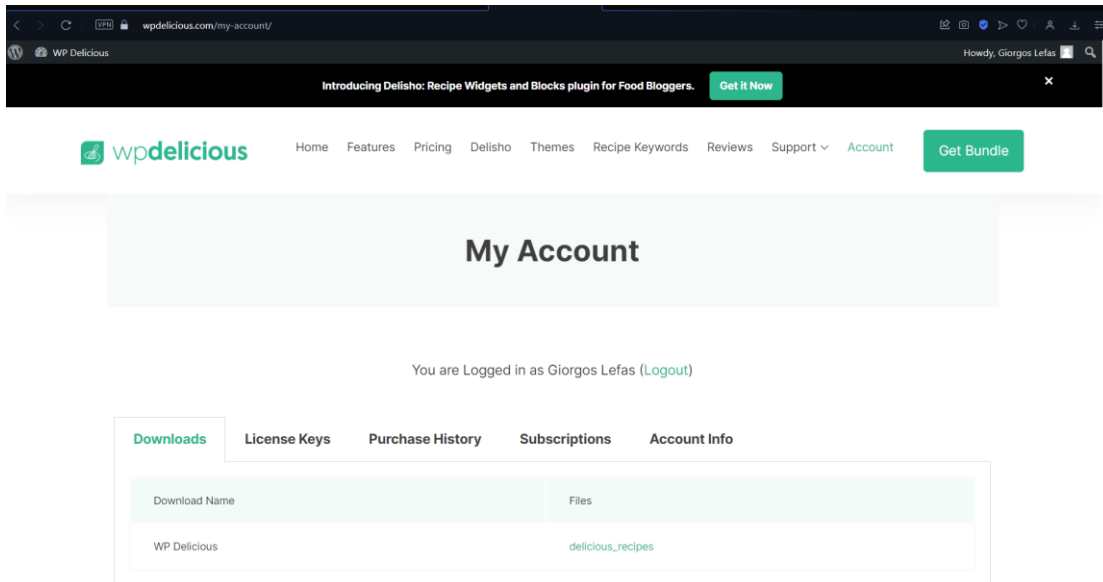 VPN wpdelicious.com/my-account/
WP Delicious Howdy, Giorgos Lefas
Introducing Delisho: Recipe Widgets and Blocks plugin for Food Bloggers. Get it Now ×
wpdelicious Home Features Pricing Delisho Themes Recipe Keywords Reviews Support Account Get Bundle
My Account
You are Logged in as Giorgos Lefas (Logout)
Downloads License Keys Purchase History Subscriptions Account Info
Download Name Files
WP Delicious delicious_recipes